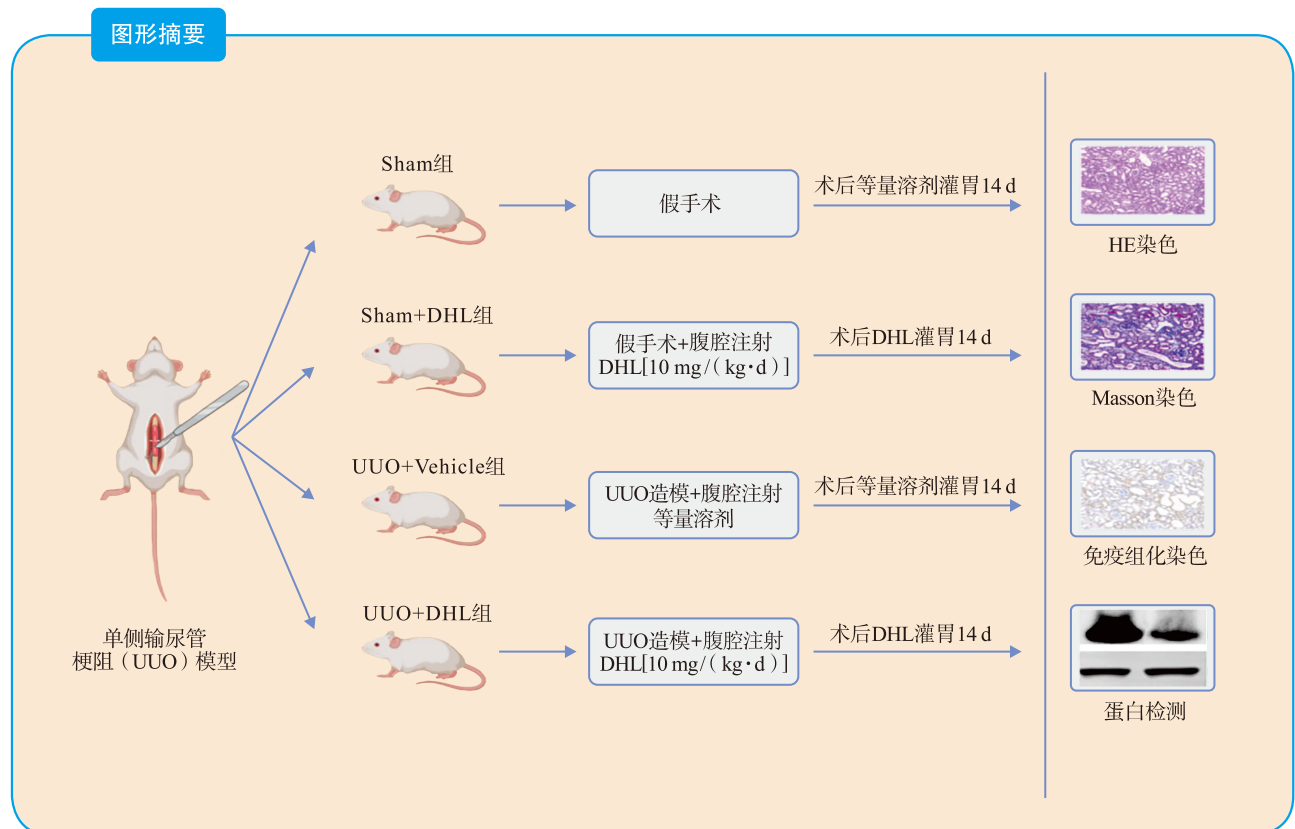 图形摘要
Sham组
假手术
术后等量溶剂灌胃14 d
HE染色
Sham+DHL组
假手术+腹腔注射
DHL[10 mg/(kg·d)]
术后DHL灌胃14 d
Masson染色
UUO+Vehicle组
UUO造模+腹腔注射
等量溶剂
术后等量溶剂灌胃14 d
免疫组化染色
UUO+DHL组
UUO造模+腹腔注射
DHL[10 mg/(kg·d)]
术后DHL灌胃14 d
蛋白检测
单侧输尿管
梗阻（UUO）模型